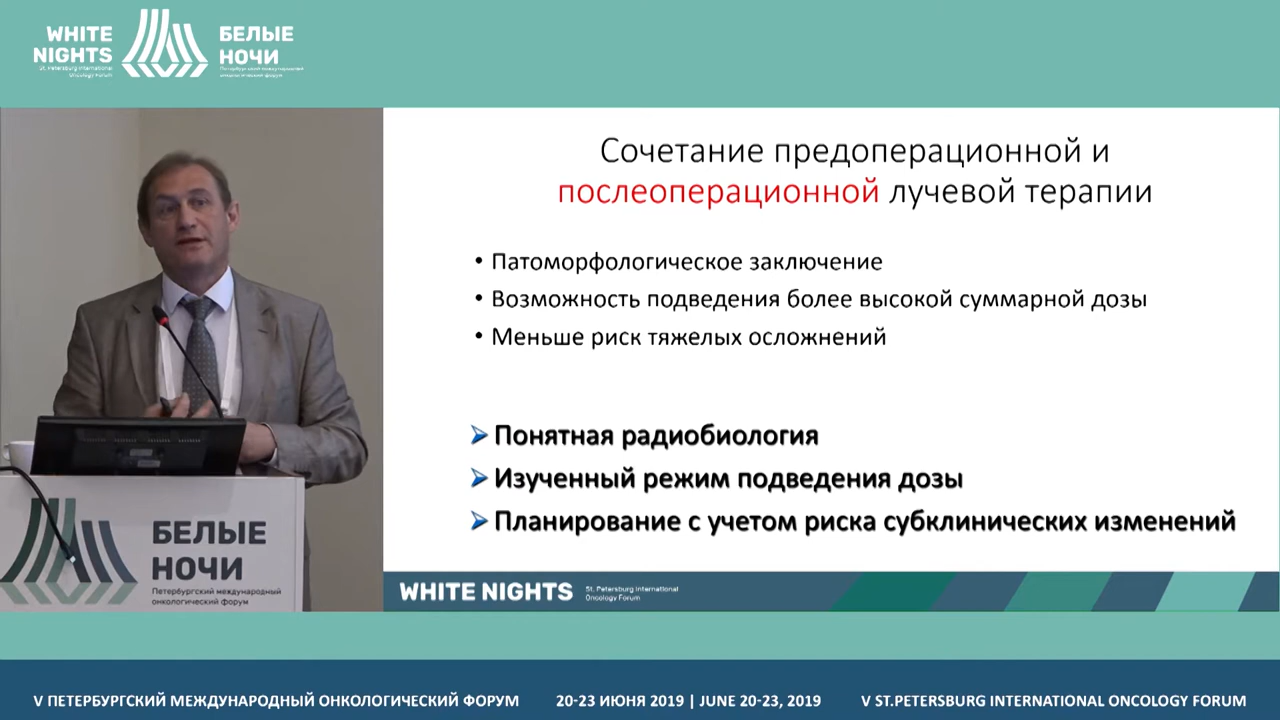 WHITE
NIGHTS
St. Petersburg International
Oncology Forum
БЕЛЫЕ
НОЧИ
Петербургский международный
онкологический форум
Сочетание предоперационной и
послеоперационной лучевой терапии
• Патоморфологическое заключение
• Возможность подведения более высокой суммарной дозы
• Меньше риск тяжелых осложнений
Понятная радиобиология
Изученный режим подведения дозы
Планирование с учетом риска субклинических изменений
БЕЛЫЕ
НОЧИ
Петербургский международный
онкологический форум
WHITE NIGHTS
St. Petersburg International
Oncology Forum
V ПЕТЕРБУРГСКИЙ МЕЖДУНАРОДНЫЙ ОНКОЛОГИЧЕСКИЙ ФОРУМ
20-23 ИЮНЯ 2019 | JUNE 20-23, 2019
V ST.PETERSBURG INTERNATIONAL ONCOLOGY FORUM